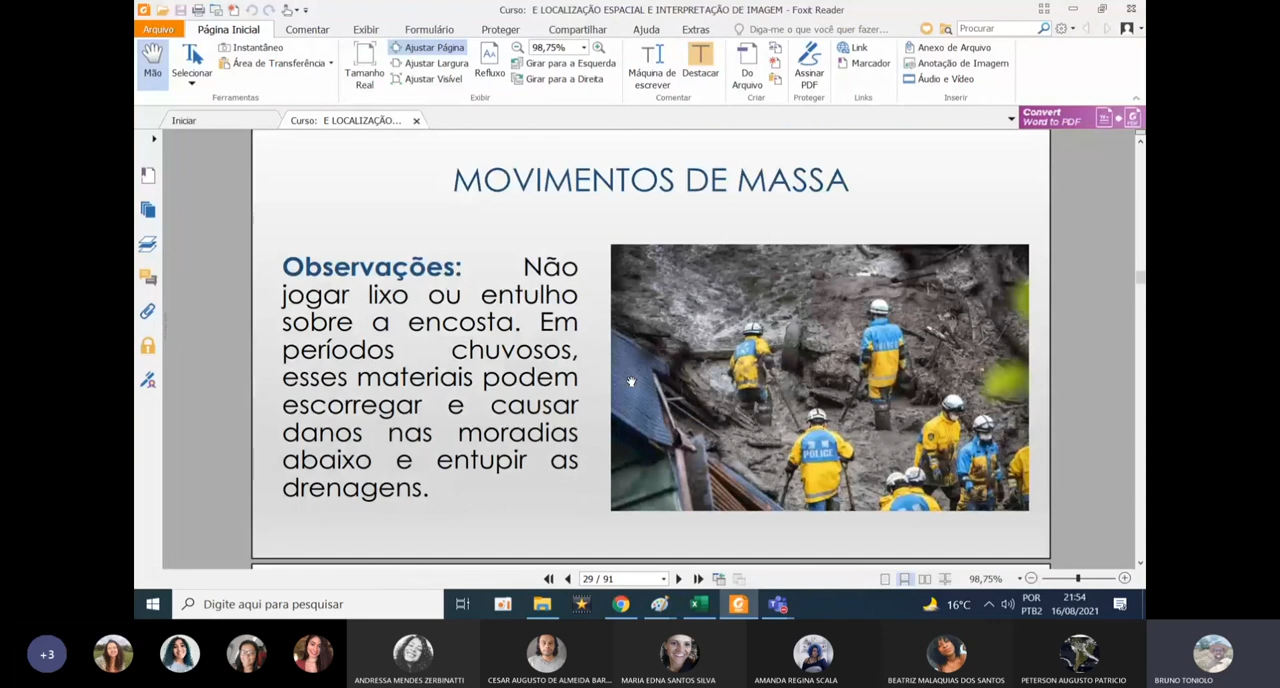 Curso: E LOCALIZAÇÃO ESPACIAL E INTERPRETAÇÃO DE IMAGEM - Foxit Reader
Arquivo Página Inicial Comentar Exibir Formulário Proteger Compartilhar Ajuda Extras Diga-me o que você quer fazer... Procurar
Mão
Selecionar
Instantâneo
Área de Transferência
Ferramentas
Tamanho Real
Ajustar Página
Ajustar Largura
Ajustar Visível
Refluxo
98,75%
Girar para a Esquerda
Girar para a Direita
Exibir
Máquina de escrever
Destacar
Comentar
Do Arquivo
Criar
Assinar PDF
Proteger
Link
Marcador
Links
Anexo de Arquivo
Anotação de Imagem
Áudio e Vídeo
Inserir
Iniciar
Curso: E LOCALIZAÇÃO...
Convert
Word to PDF
MOVIMENTOS DE MASSA
Observações: Não
jogar lixo ou entulho
sobre a encosta. Em
períodos chuvosos,
esses materiais podem
escorregar e causar
danos nas moradias
abaixo e entupir as
drenagens.
POLICE
29 / 91
98,75%
Digite aqui para pesquisar
16°C
POR
PTB2
21:54
16/08/2021
+3
ANDRESSA MENDES ZERBINATTI
CESAR AUGUSTO DE ALMEIDA BAR...
MARIA EDNA SANTOS SILVA
AMANDA REGINA SCALA
BEATRIZ MALAQUIAS DOS SANTOS
PETERSON AUGUSTO PATRICIO
BRUNO TONIOLO